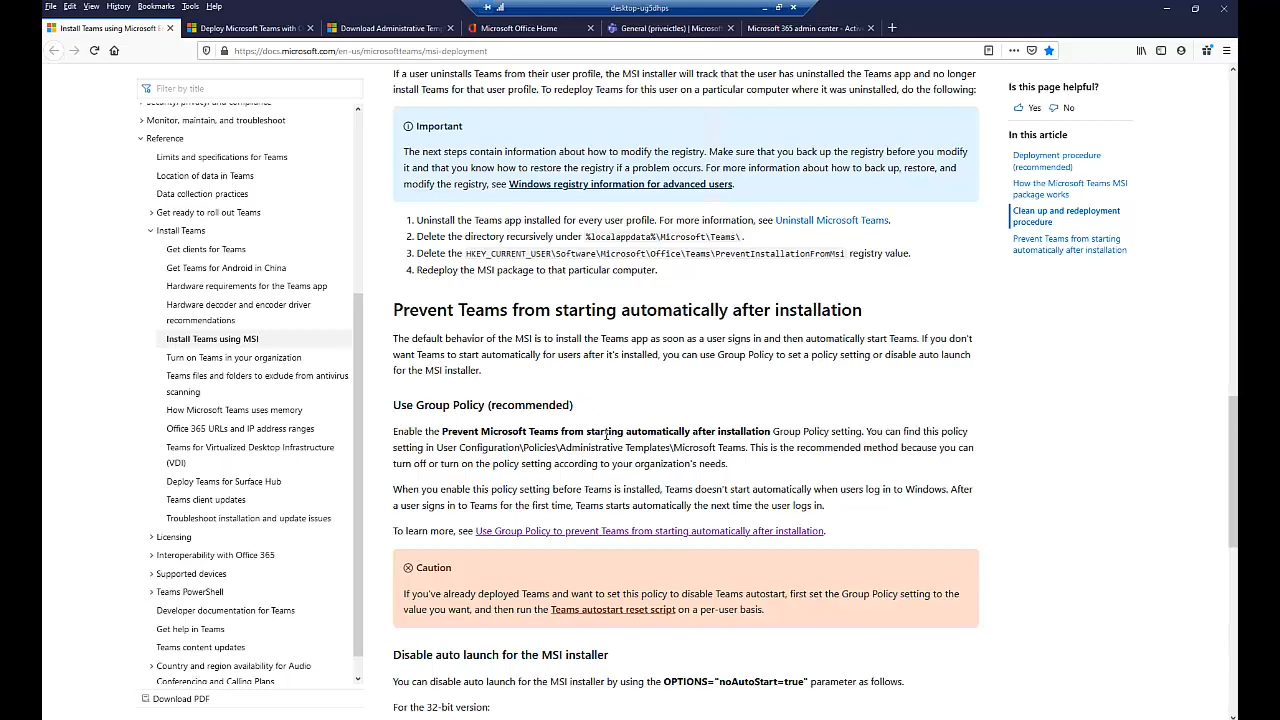 File Edit View History Bookmarks Tools Help
desktop-ug5dhps
Install Teams using Microsoft E
Deploy Microsoft Teams with C
Download Administrative Temp
Microsoft Office Home
General (priveictles) | Microsoft
Microsoft 365 admin center - Activ
https://docs.microsoft.com/en-us/microsoftteams/msi-deployment
Filter by title
Security, privacy, and compliance
Monitor, maintain, and troubleshoot
Reference
Limits and specifications for Teams
Location of data in Teams
Data collection practices
Get ready to roll out Teams
Install Teams
Get clients for Teams
Get Teams for Android in China
Hardware requirements for the Teams app
Hardware decoder and encoder driver
recommendations
Install Teams using MSI
Turn on Teams in your organization
Teams files and folders to exclude from antivirus
scanning
How Microsoft Teams uses memory
Office 365 URLs and IP address ranges
Teams for Virtualized Desktop Infrastructure
(VDI)
Deploy Teams for Surface Hub
Teams client updates
Troubleshoot installation and update issues
Licensing
Interoperability with Office 365
Supported devices
Teams PowerShell
Developer documentation for Teams
Get help in Teams
Teams content updates
Country and region availability for Audio
Conferencing and Calling Plans
Download PDF
If a user uninstalls Teams from their user profile, the MSI installer will track that the user has uninstalled the Teams app and no longer
install Teams for that user profile. To redeploy Teams for this user on a particular computer where it was uninstalled, do the following:
Important
The next steps contain information about how to modify the registry. Make sure that you back up the registry before you modify
it and that you know how to restore the registry if a problem occurs. For more information about how to back up, restore, and
modify the registry, see Windows registry information for advanced users.
1. Uninstall the Teams app installed for every user profile. For more information, see Uninstall Microsoft Teams.
2. Delete the directory recursively under %localappdata%\Microsoft\Teams\.
3. Delete the HKEY_CURRENT_USER\Software\Microsoft\Office\Teams\PreventInstallationFromMsi registry value.
4. Redeploy the MSI package to that particular computer.
Prevent Teams from starting automatically after installation
The default behavior of the MSI is to install the Teams app as soon as a user signs in and then automatically start Teams. If you don't
want Teams to start automatically for users after it's installed, you can use Group Policy to set a policy setting or disable auto launch
for the MSI installer.
Use Group Policy (recommended)
Enable the Prevent Microsoft Teams from starting automatically after installation Group Policy setting. You can find this policy
setting in User Configuration\Policies\Administrative Templates\Microsoft Teams. This is the recommended method because you can
turn off or turn on the policy setting according to your organization's needs.
When you enable this policy setting before Teams is installed, Teams doesn't start automatically when users log in to Windows. After
a user signs in to Teams for the first time, Teams starts automatically the next time the user logs in.
To learn more, see Use Group Policy to prevent Teams from starting automatically after installation.
Caution
If you've already deployed Teams and want to set this policy to disable Teams autostart, first set the Group Policy setting to the
value you want, and then run the Teams autostart reset script on a per-user basis.
Disable auto launch for the MSI installer
You can disable auto launch for the MSI installer by using the OPTIONS="noAutoStart=true" parameter as follows.
For the 32-bit version:
Is this page helpful?
Yes No
In this article
Deployment procedure
(recommended)
How the Microsoft Teams MSI
package works
Clean up and redeployment
procedure
Prevent Teams from starting
automatically after installation